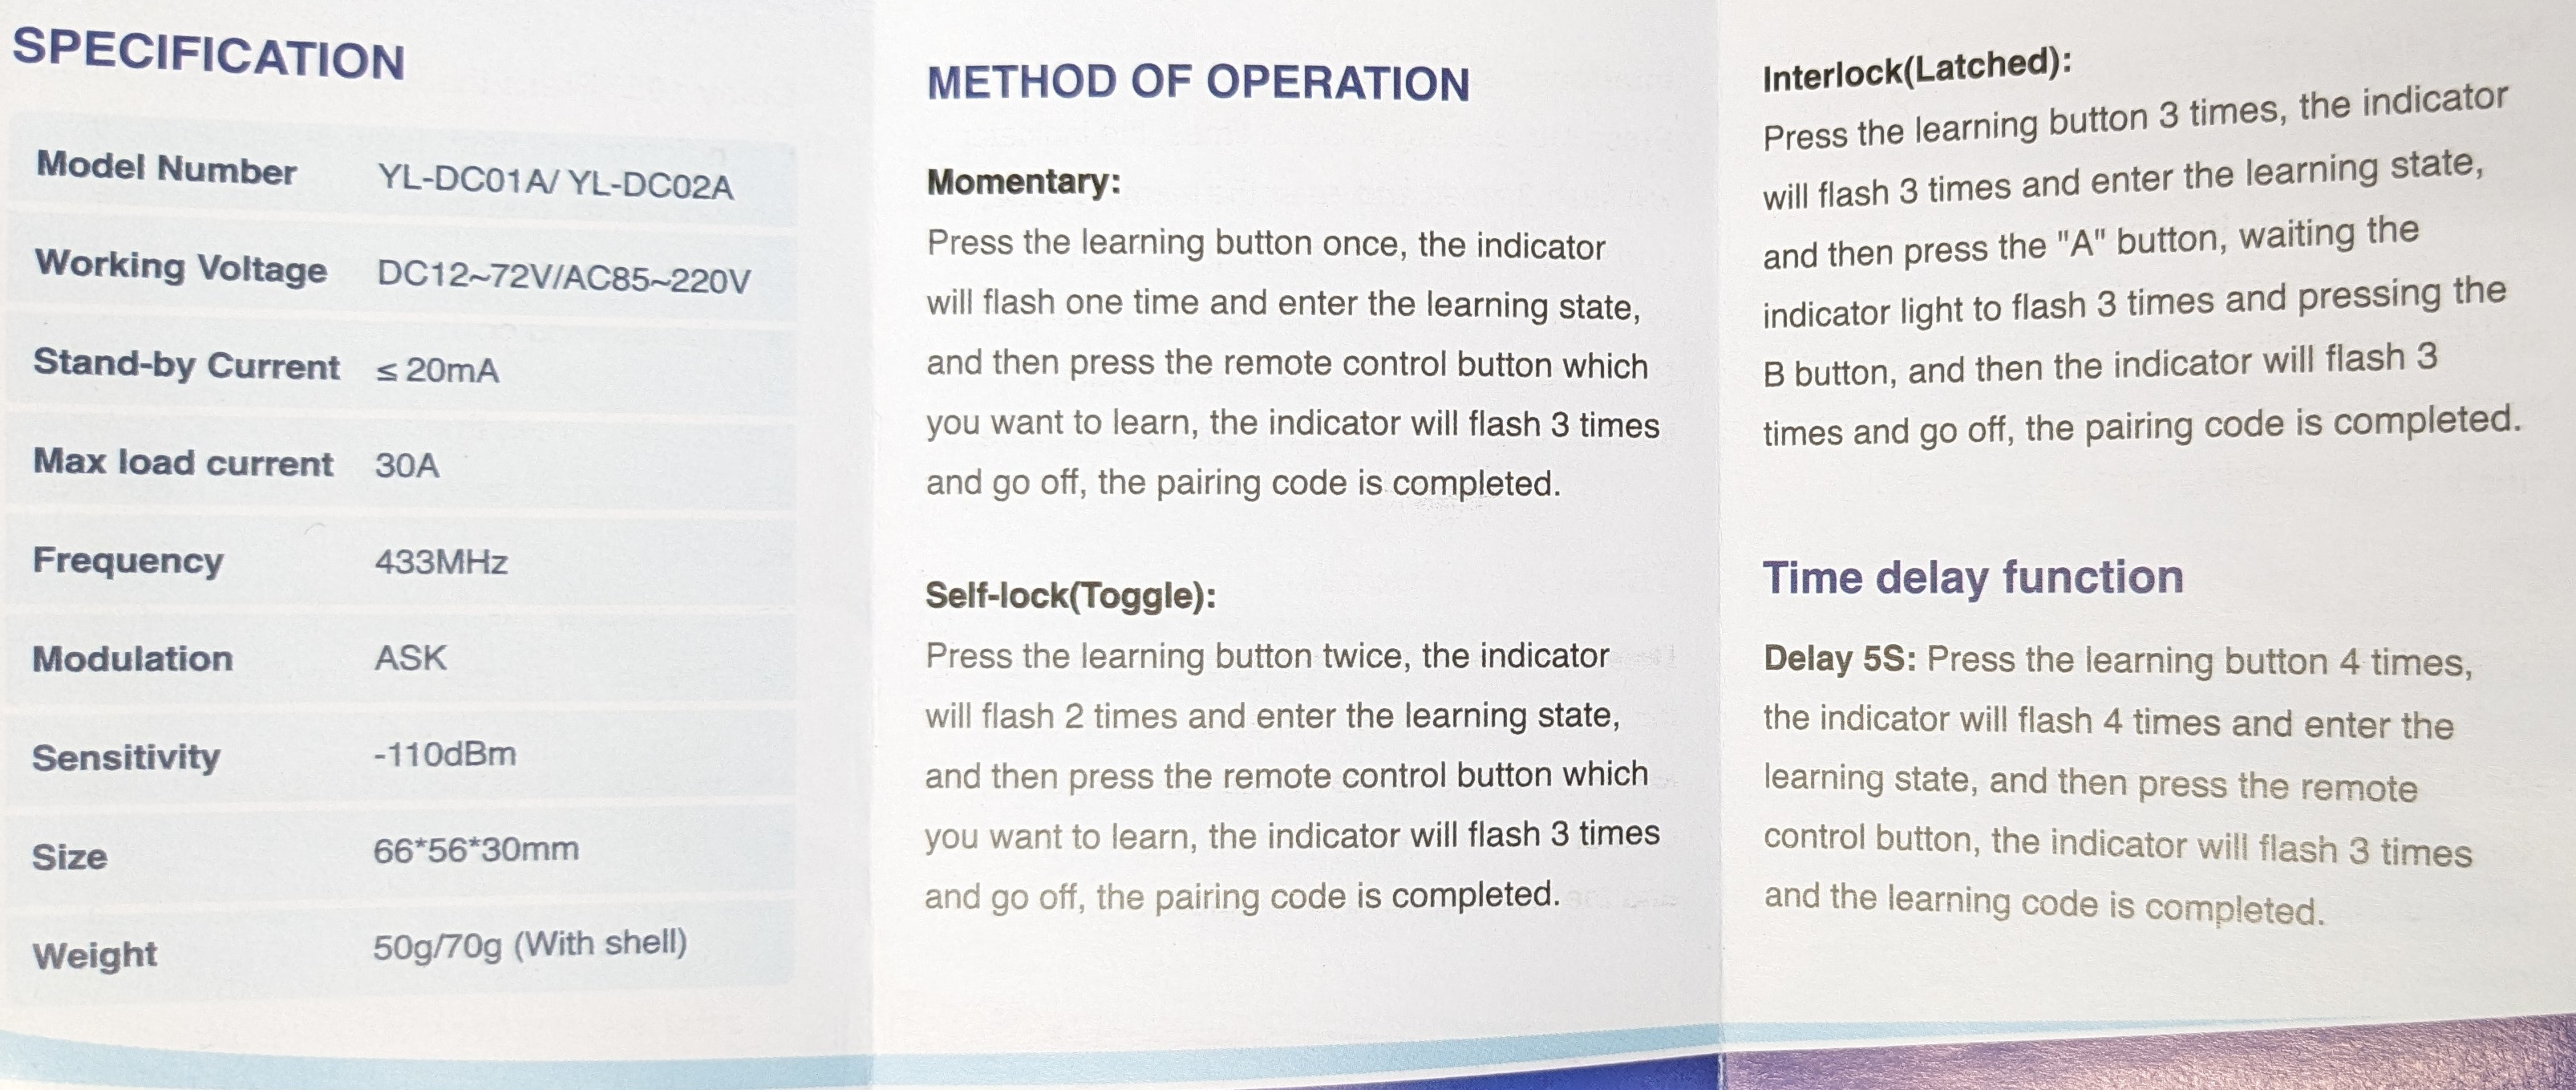 SPECIFICATION
Model Number YL-DC01A/ YL-DC02A
Working Voltage DC12~72V/AC85~220V
Stand-by Current ≤ 20mA
Max load current 30A
Frequency 433MHz
Modulation ASK
Sensitivity -110dBm
Size 66*56*30mm
Weight 50g/70g (With shell)
METHOD OF OPERATION
Momentary:
Press the learning button once, the indicator
will flash one time and enter the learning state,
and then press the remote control button which
you want to learn, the indicator will flash 3 times
and go off, the pairing code is completed.
Self-lock(Toggle):
Press the learning button twice, the indicator
will flash 2 times and enter the learning state,
and then press the remote control button which
you want to learn, the indicator will flash 3 times
and go off, the pairing code is completed.
Interlock(Latched):
Press the learning button 3 times, the indicator
will flash 3 times and enter the learning state,
and then press the "A" button, waiting the
indicator light to flash 3 times and pressing the
B button, and then the indicator will flash 3
times and go off, the pairing code is completed.
Time delay function
Delay 5S: Press the learning button 4 times,
the indicator will flash 4 times and enter the
learning state, and then press the remote
control button, the indicator will flash 3 times
and the learning code is completed.